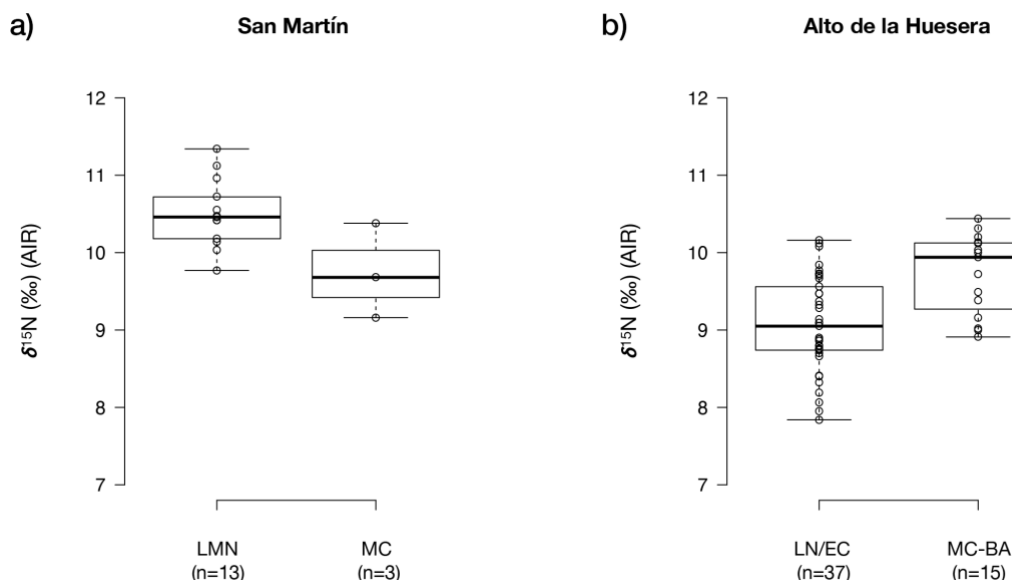 a)
San Martín
12
11
10
9
8
7
δ15N (‰) (AIR)
LMN
(n=13)
MC
(n=3)
b)
Alto de la Huesera
12
11
10
9
8
7
δ15N (‰) (AIR)
LN/EC
(n=37)
MC-BA
(n=15)